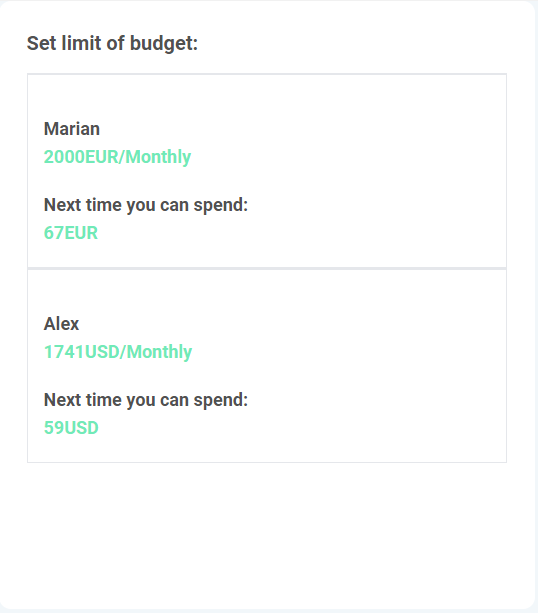 Set limit of budget:
Marian
2000EUR/Monthly
Next time you can spend:
67EUR
Alex
1741USD/Monthly
Next time you can spend:
59USD